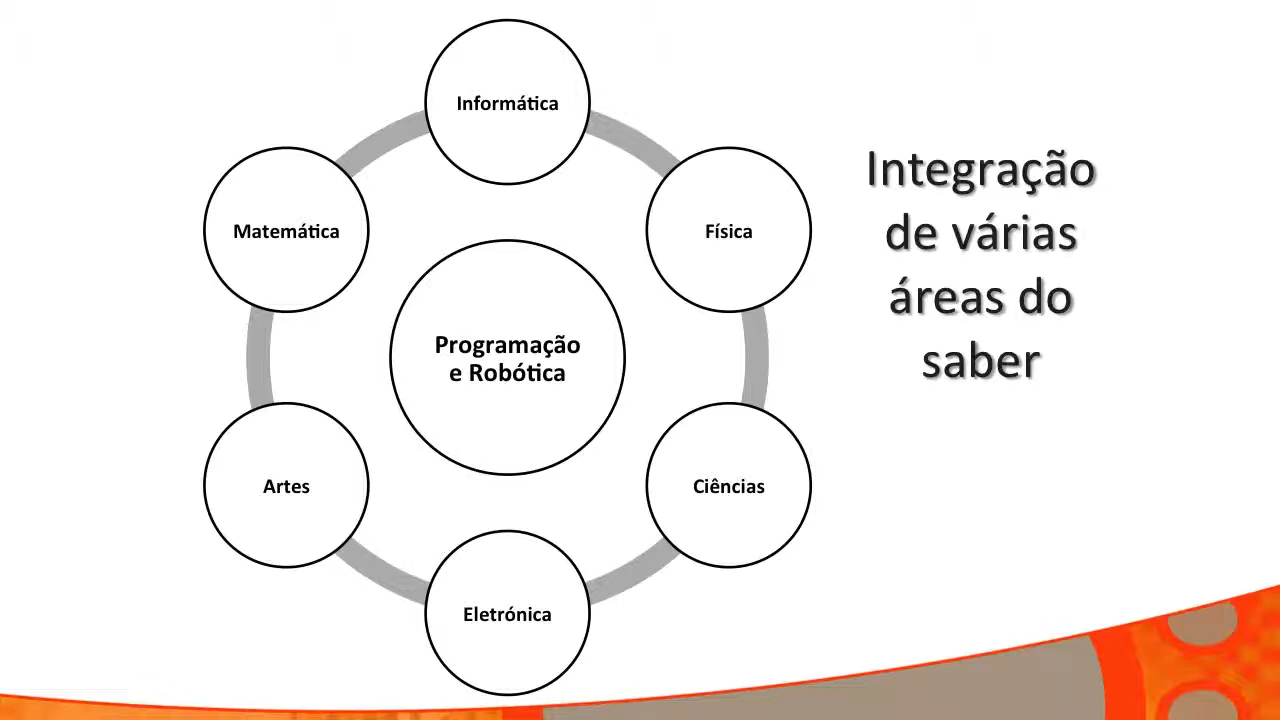 Informática
Matemática
Física
Programação
e Robótica
Artes
Ciências
Eletrónica
Integração
de várias
áreas do
saber